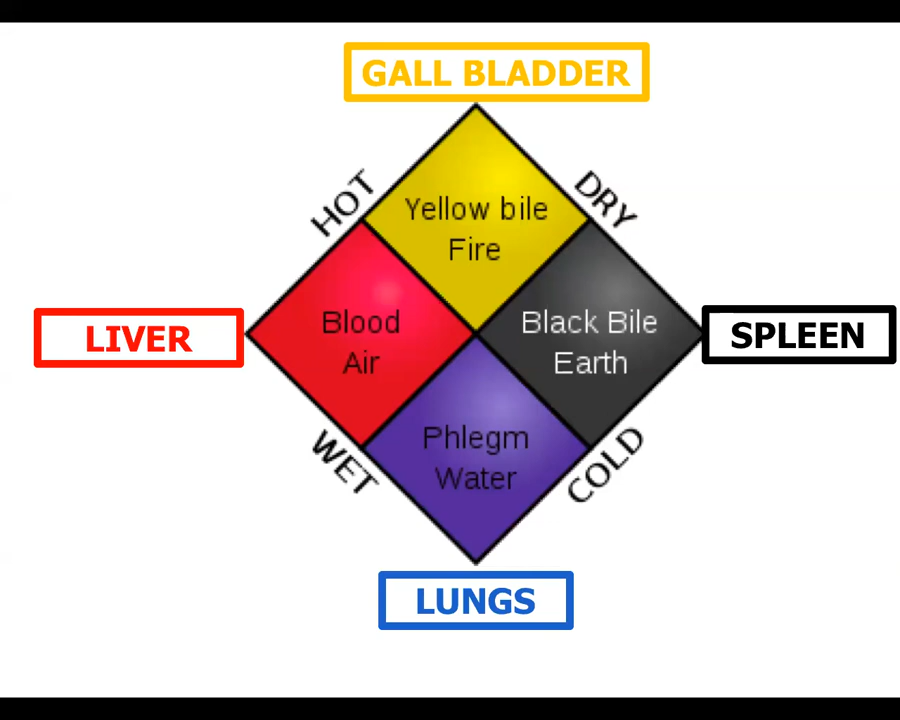 GALL BLADDER
HOT
DRY
Yellow bile
Fire
LIVER
Blood
Air
Black Bile
Earth
SPLEEN
WET
Phlegm
Water
COLD
LUNGS